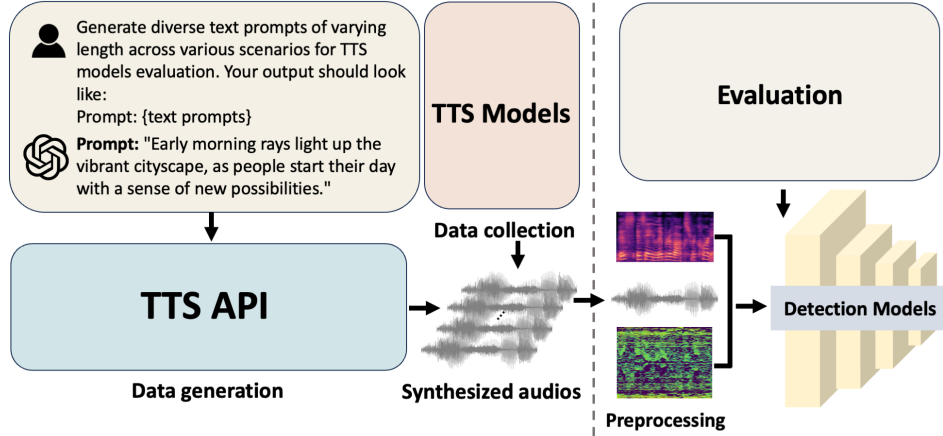 Generate diverse text prompts of varying
length across various scenarios for TTS
models evaluation. Your output should look
like:
Prompt: {text prompts}
Prompt: "Early morning rays light up the
vibrant cityscape, as people start their day
with a sense of new possibilities."
TTS Models
Evaluation
Data collection
TTS API
Detection Models
Data generation
Synthesized audios
Preprocessing